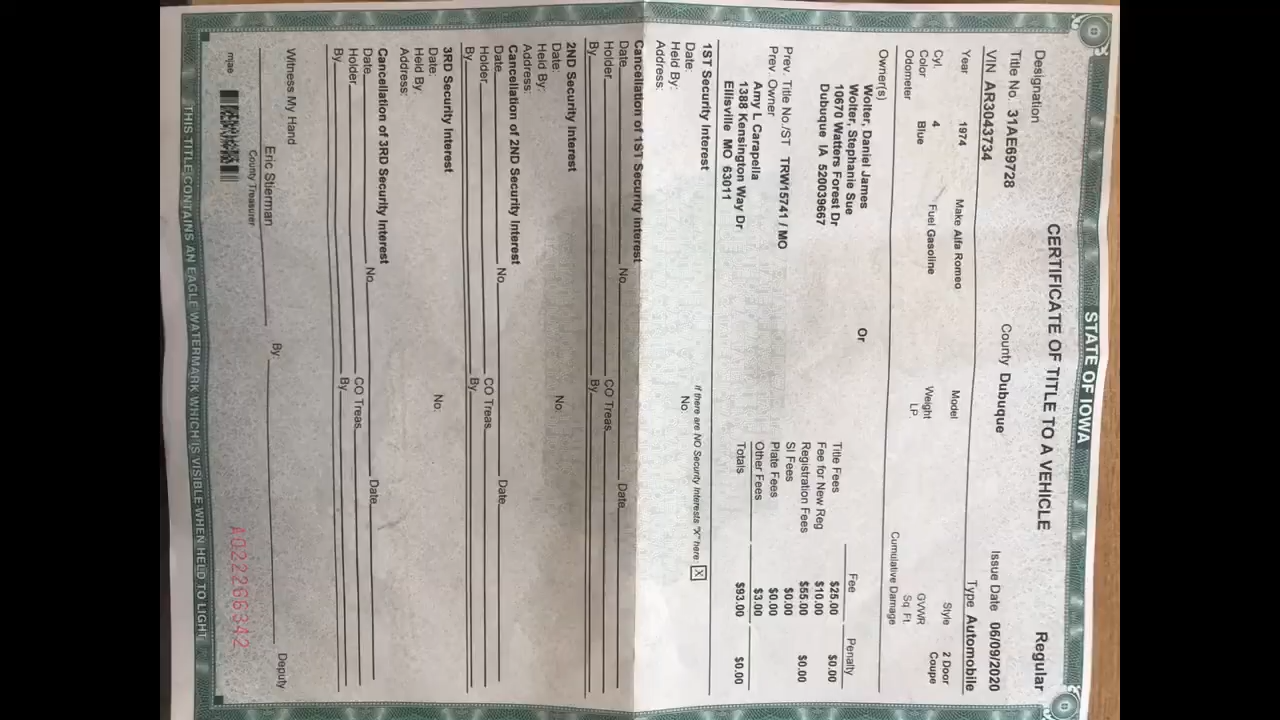 STATE OF IOWA
CERTIFICATE OF TITLE TO A VEHICLE
Designation Regular
Title No. 31AE69728 County Dubuque Issue Date 06/09/2020
VIN AR3043734 Type Automobile
Year 1974 Make Alfa Romeo Model Style 2 Door Coupe
Cyl. 4 Fuel Gasoline Weight GVWR
Color Blue LP Sq. Ft.
Odometer Cumulative Damage
Owner(s)
Wolter, Daniel James Or
Wolter, Stephanie Sue
10670 Watters Forest Dr
Dubuque IA 520039667
Fee Penalty
Title Fees $25.00 $0.00
Fee for New Reg $10.00
Registration Fees $55.00 $0.00
SI Fees $0.00
Plate Fees $0.00
Other Fees $3.00
Totals $93.00 $0.00
Prev. Title No./ST TRW15741 / MO
Prev. Owner
Amy L Carapella
1388 Kensington Way Dr
Ellisville MO 63011
If there are NO Security Interests "X" here X
1ST Security Interest
Date: No.
Held By:
Address:
Cancellation of 1ST Security Interest
Date No. CO Treas. Date
Holder
By By
2ND Security Interest
Date: No.
Held By:
Address:
Cancellation of 2ND Security Interest
Date No. CO Treas. Date
Holder
By By
3RD Security Interest
Date: No.
Held By:
Address:
Cancellation of 3RD Security Interest
Date No. CO Treas. Date
Holder
By By
Witness My Hand
Eric Stierman By: Deputy
County Treasurer
mjae
A022266342
THIS TITLE CONTAINS AN EAGLE WATERMARK WHICH IS VISIBLE WHEN HELD TO LIGHT